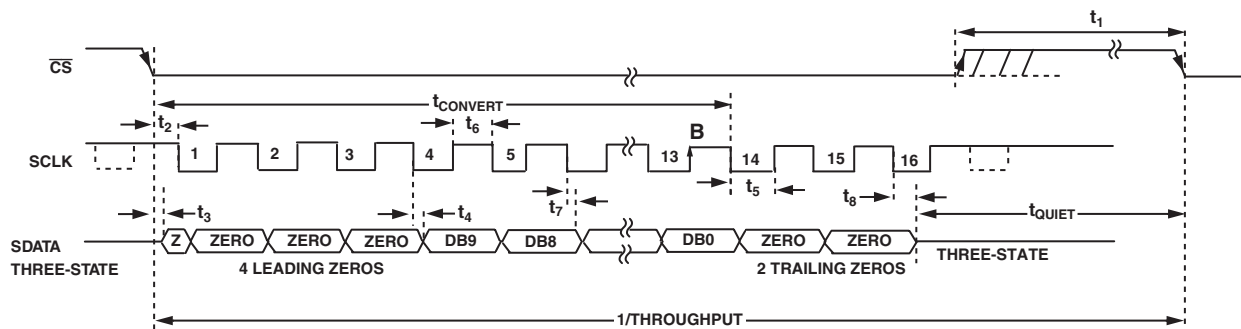 t1
CS
tCONVERT
t2
t6
B
SCLK
1 2 3 4 5 13 14 15 16
t5
t8
t3
t4
t7
tQUIET
SDATA
Z ZERO ZERO ZERO DB9 DB8 DB0 ZERO ZERO
THREE-STATE
4 LEADING ZEROS
2 TRAILING ZEROS
THREE-STATE
1/THROUGHPUT